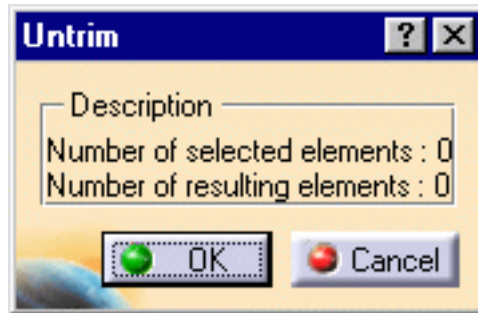 Untrim
Description
Number of selected elements : 0
Number of resulting elements : 0
OK Cancel